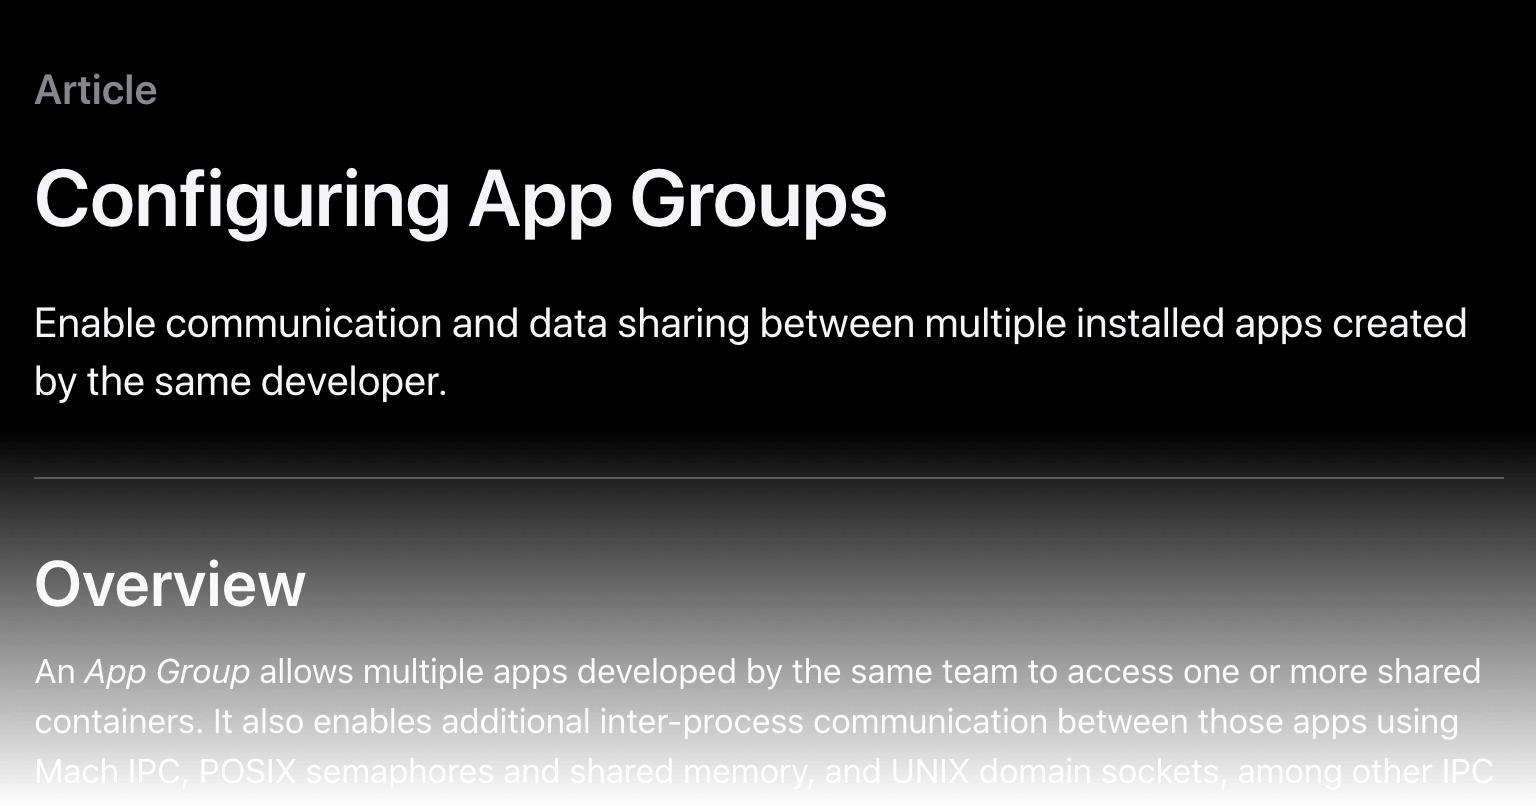 Article
Configuring App Groups
Enable communication and data sharing between multiple installed apps created
by the same developer.
Overview
An App Group allows multiple apps developed by the same team to access one or more shared
containers. It also enables additional inter-process communication between those apps using
Mach IPC, POSIX semaphores and shared memory, and UNIX domain sockets, among other IPC